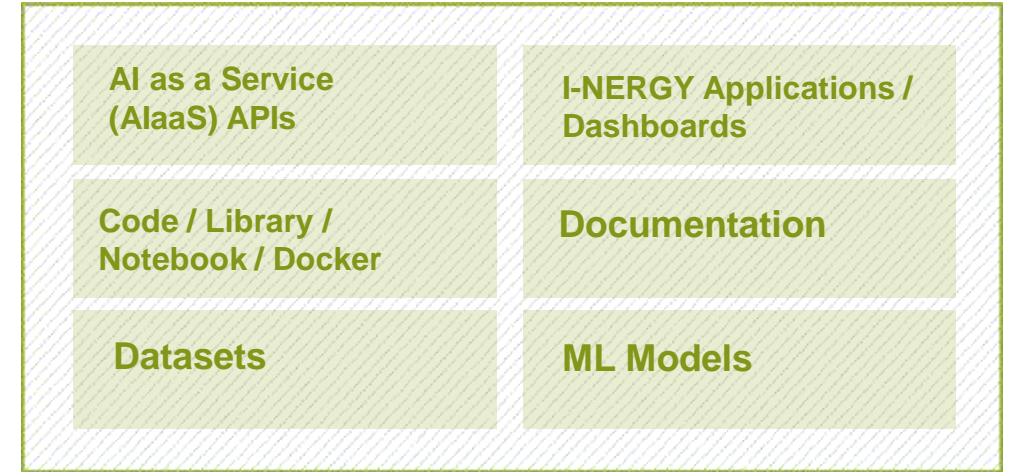 AI as a Service
(AIaaS) APIs
I-NERGY Applications /
Dashboards
Code / Library /
Notebook / Docker
Documentation
Datasets
ML Models